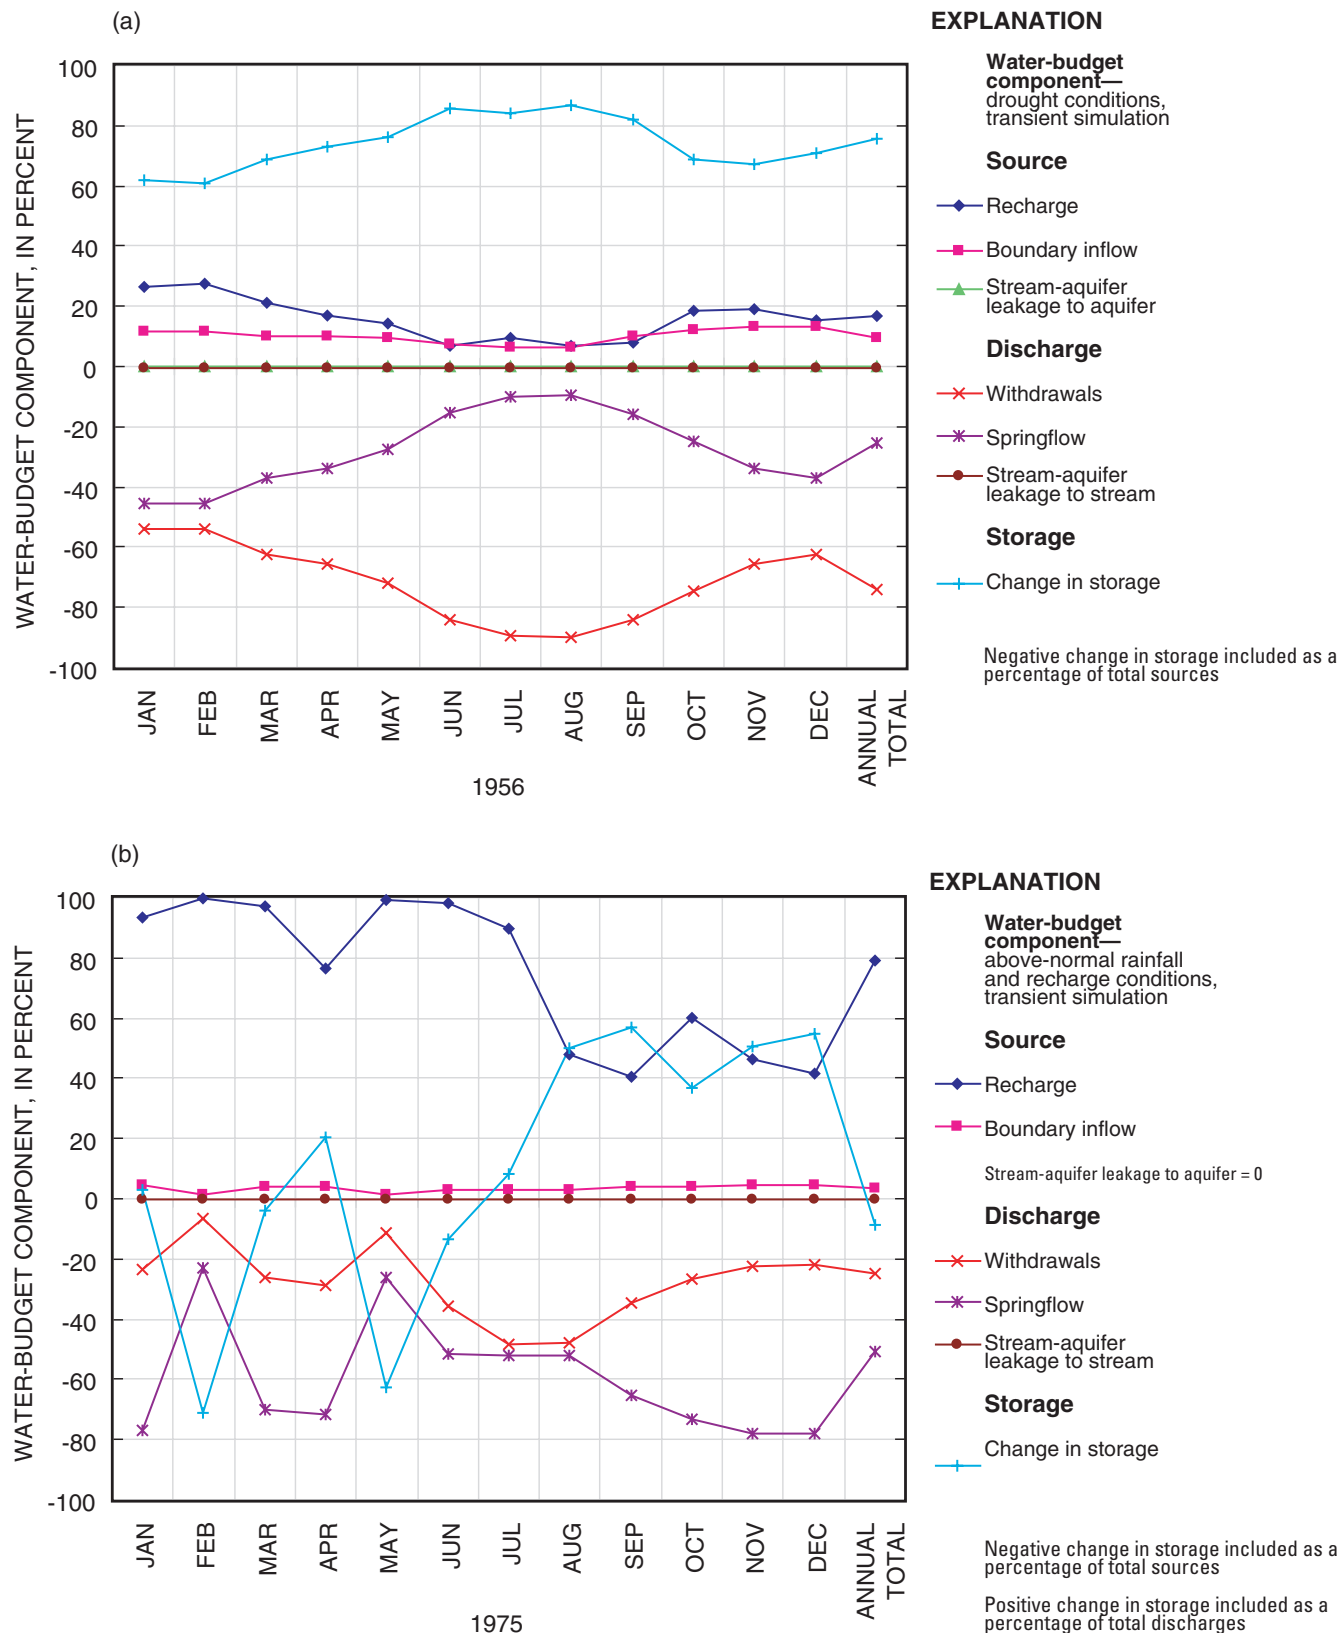 (a)
WATER-BUDGET COMPONENT, IN PERCENT
100
80
60
40
20
0
-20
-40
-60
-80
-100
JAN
FEB
MAR
APR
MAY
JUN
JUL
AUG
SEP
OCT
NOV
DEC
ANNUAL
TOTAL
1956
EXPLANATION
Water-budget
component—
drought conditions,
transient simulation
Source
Recharge
Boundary inflow
Stream-aquifer
leakage to aquifer
Discharge
Withdrawals
Springflow
Stream-aquifer
leakage to stream
Storage
Change in storage
Negative change in storage included as a
percentage of total sources
(b)
WATER-BUDGET COMPONENT, IN PERCENT
100
80
60
40
20
0
-20
-40
-60
-80
-100
JAN
FEB
MAR
APR
MAY
JUN
JUL
AUG
SEP
OCT
NOV
DEC
ANNUAL
TOTAL
1975
EXPLANATION
Water-budget
component—
above-normal rainfall
and recharge conditions,
transient simulation
Source
Recharge
Boundary inflow
Stream-aquifer leakage to aquifer = 0
Discharge
Withdrawals
Springflow
Stream-aquifer
leakage to stream
Storage
Change in storage
Negative change in storage included as a
percentage of total sources
Positive change in storage included as a
percentage of total discharges